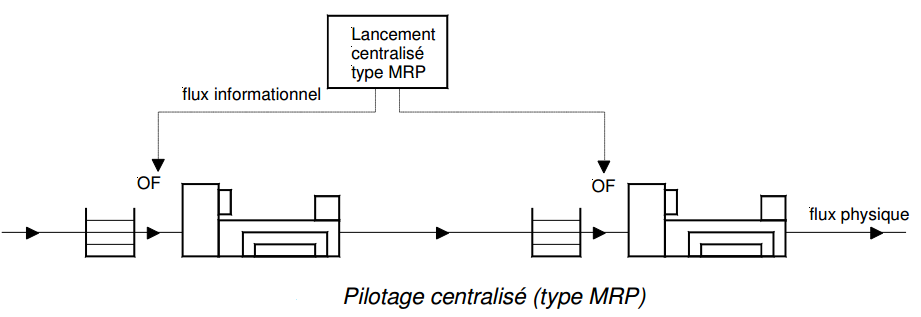 Lancement
centralisé
type MRP
flux informationnel
OF
OF
flux physique
Pilotage centralisé (type MRP)